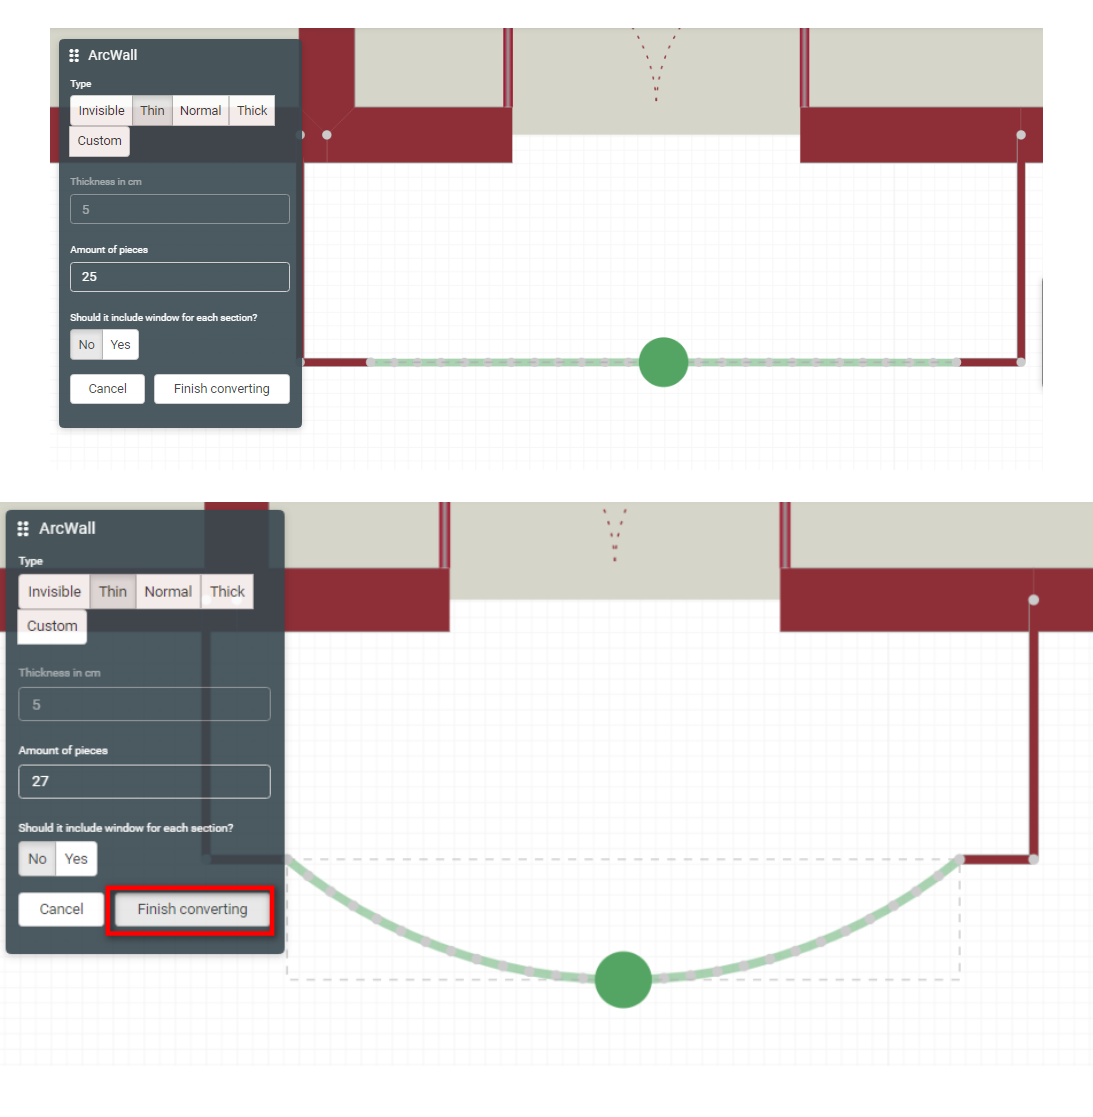 ArcWall
Type
Invisible Thin Normal Thick
Custom
Thickness in cm
5
Amount of pieces
25
Should it include window for each section?
No Yes
Cancel Finish converting
ArcWall
Type
Invisible Thin Normal Thick
Custom
Thickness in cm
5
Amount of pieces
27
Should it include window for each section?
No Yes
Cancel Finish converting